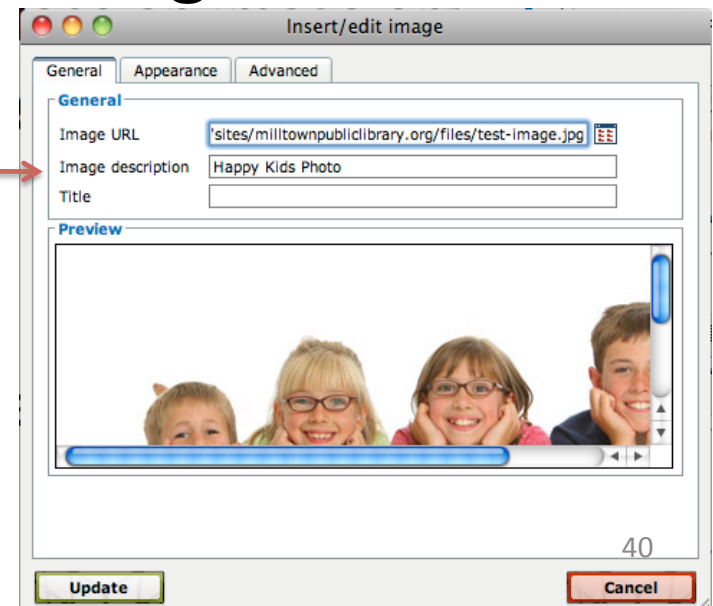 Insert/edit image
General Appearance Advanced
General
Image URL 'sites/milltownpubliclibrary.org/files/test-image.jpg
Image description Happy Kids Photo
Title
Preview
40
Update Cancel